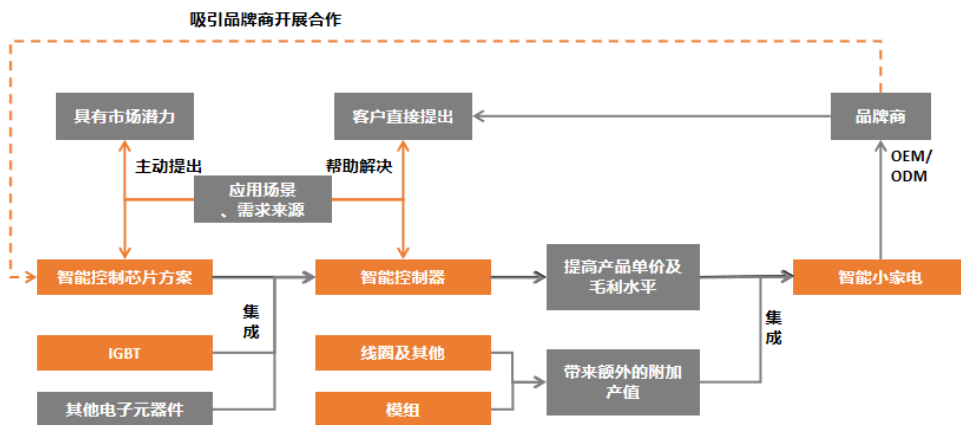 吸引品牌商开展合作
具有市场潜力
客户直接提出
品牌商
主动提出
帮助解决
OEM/
ODM
应用场景
、需求来源
智能控制芯片方案
智能控制器
提高产品单价及
毛利水平
智能小家电
集
成
集
成
IGBT
线圈及其他
带来额外的附加
产值
其他电子元器件
模组